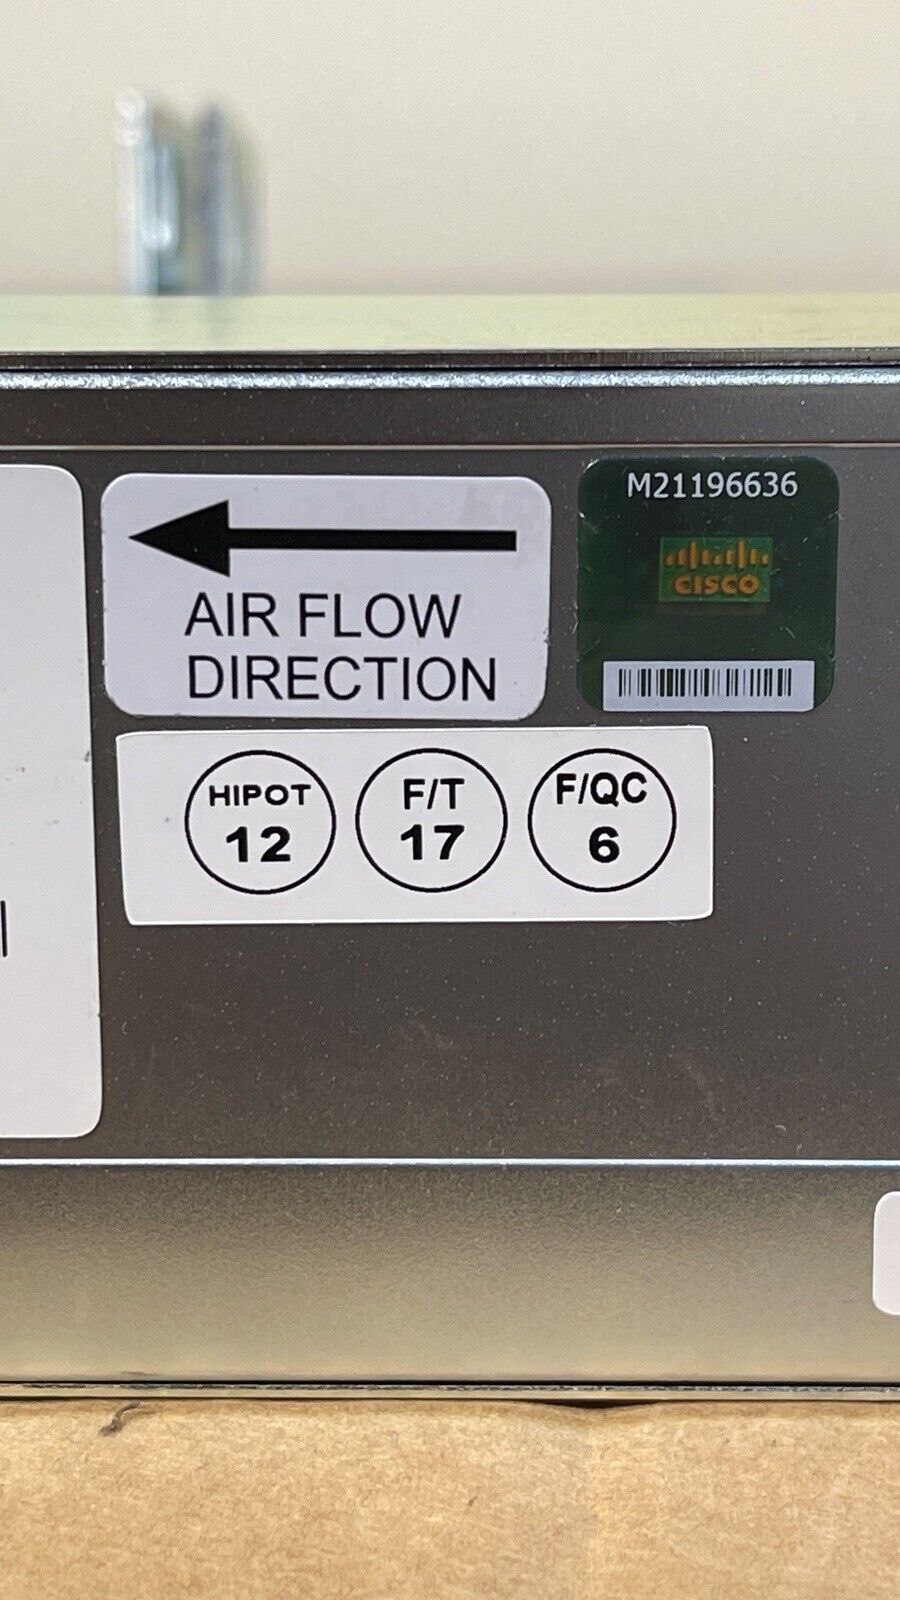 M21196636
CISCO
AIR FLOW
DIRECTION
HIPOT
12
F/T
17
F/QC
6